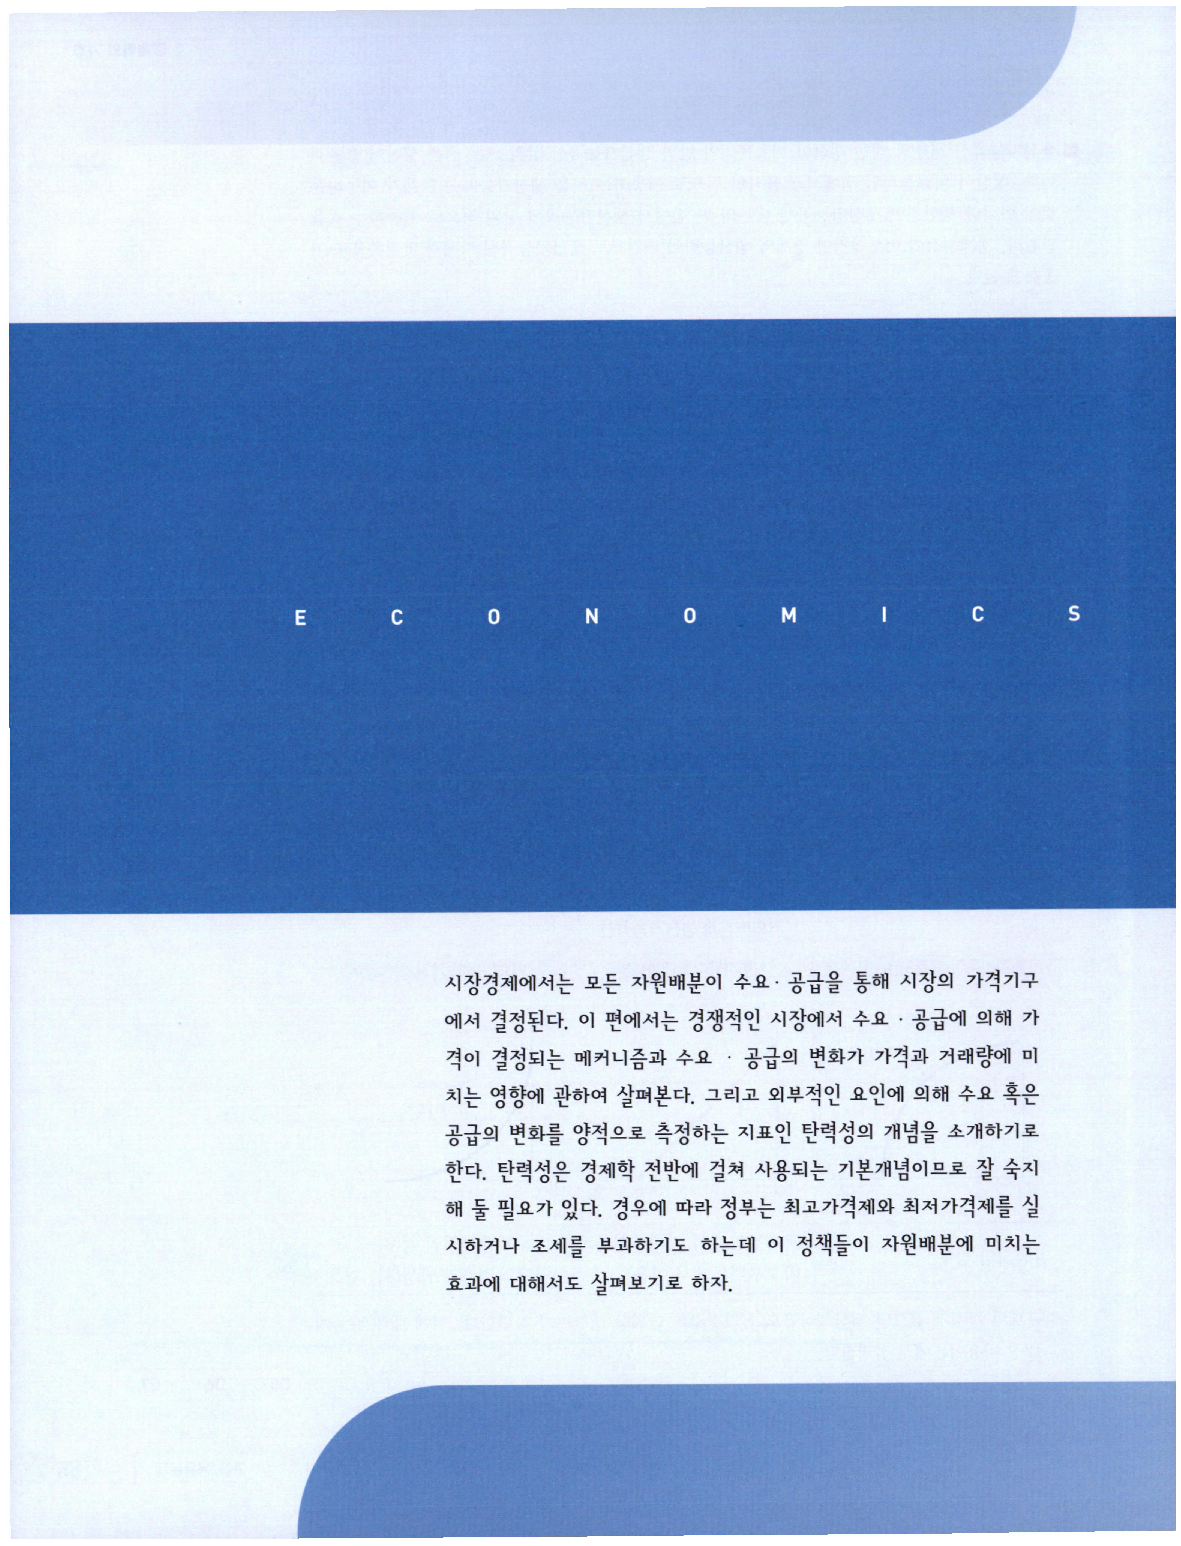 E C O N O M I C S
시장경제에서는 모든 자원배분이 수요·공급을 통해 시장의 가격기구
에서 결정된다. 이 편에서는 경쟁적인 시장에서 수요·공급에 의해 가
격이 결정되는 메커니즘과 수요 · 공급의 변화가 가격과 거래량에 미
치는 영향에 관하여 살펴본다. 그리고 외부적인 요인에 의해 수요 혹은
공급의 변화를 양적으로 측정하는 지표인 탄력성의 개념을 소개하기로
한다. 탄력성은 경제학 전반에 걸쳐 사용되는 기본개념이므로 잘 숙지
해 둘 필요가 있다. 경우에 따라 정부는 최고가격제와 최저가격제를 실
시하거나 조세를 부과하기도 하는데 이 정책들이 자원배분에 미치는
효과에 대해서도 살펴보기로 하자.